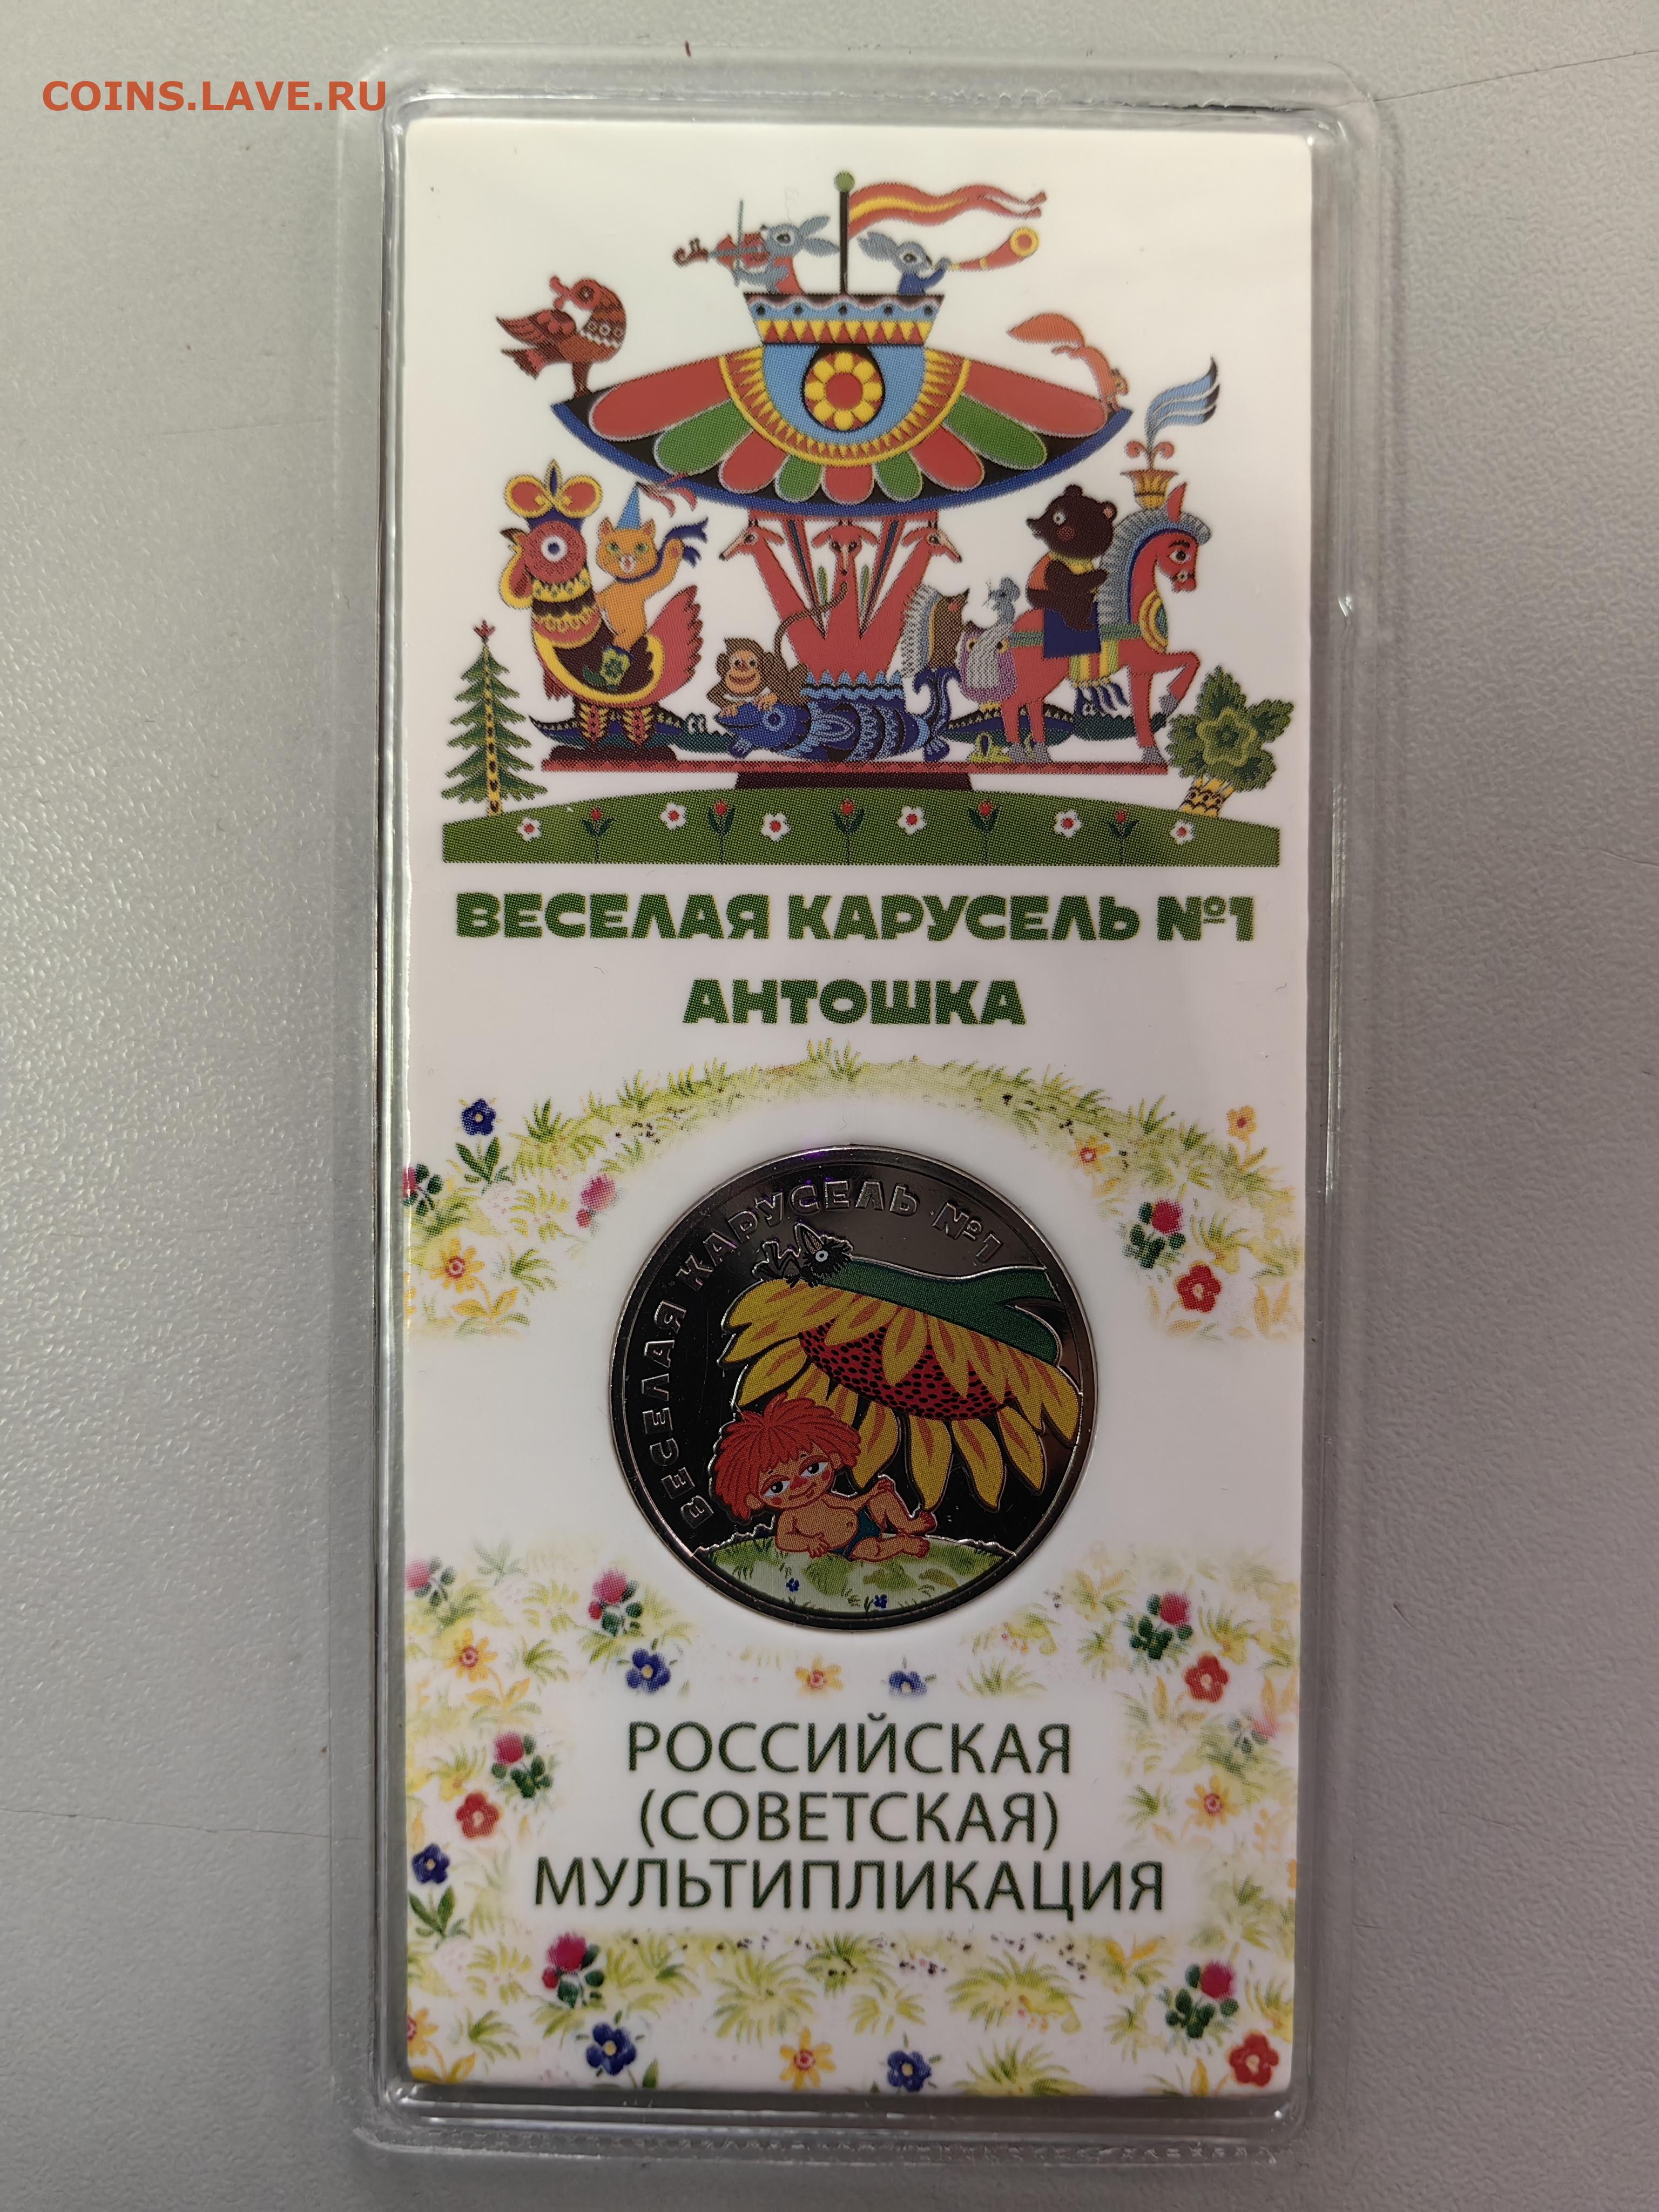 COINS.LAVE.RU
ВЕСЕЛАЯ КАРУСЕЛЬ №1
АНТОШКА
ВЕСЕЛАЯ КАРУСЕЛЬ №1
РОССИЙСКАЯ
(СОВЕТСКАЯ)
МУЛЬТИПЛИКАЦИЯ